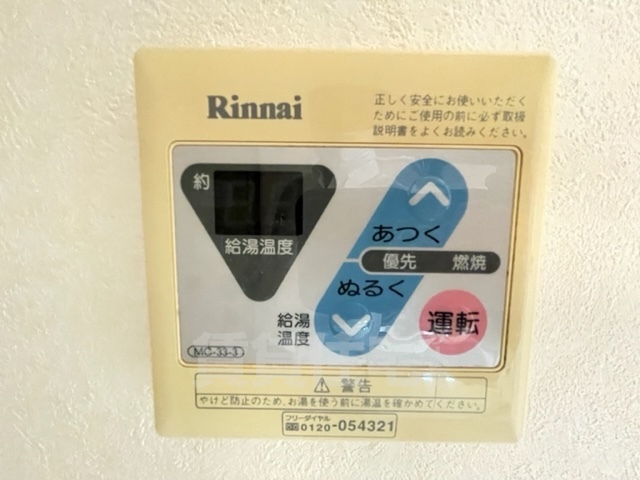 Rinnai
正しく安全にお使いいただく
ためにご使用の前に必ず取扱
説明書をよくお読みください。
約
給湯温度
あつく
優先 燃焼
ぬるく
給湯
温度
運転
MC-33-3
⚠ 警告
やけど防止のため、お湯を使う前に湯温を確かめてください。
フリーダイヤル
0120-054321